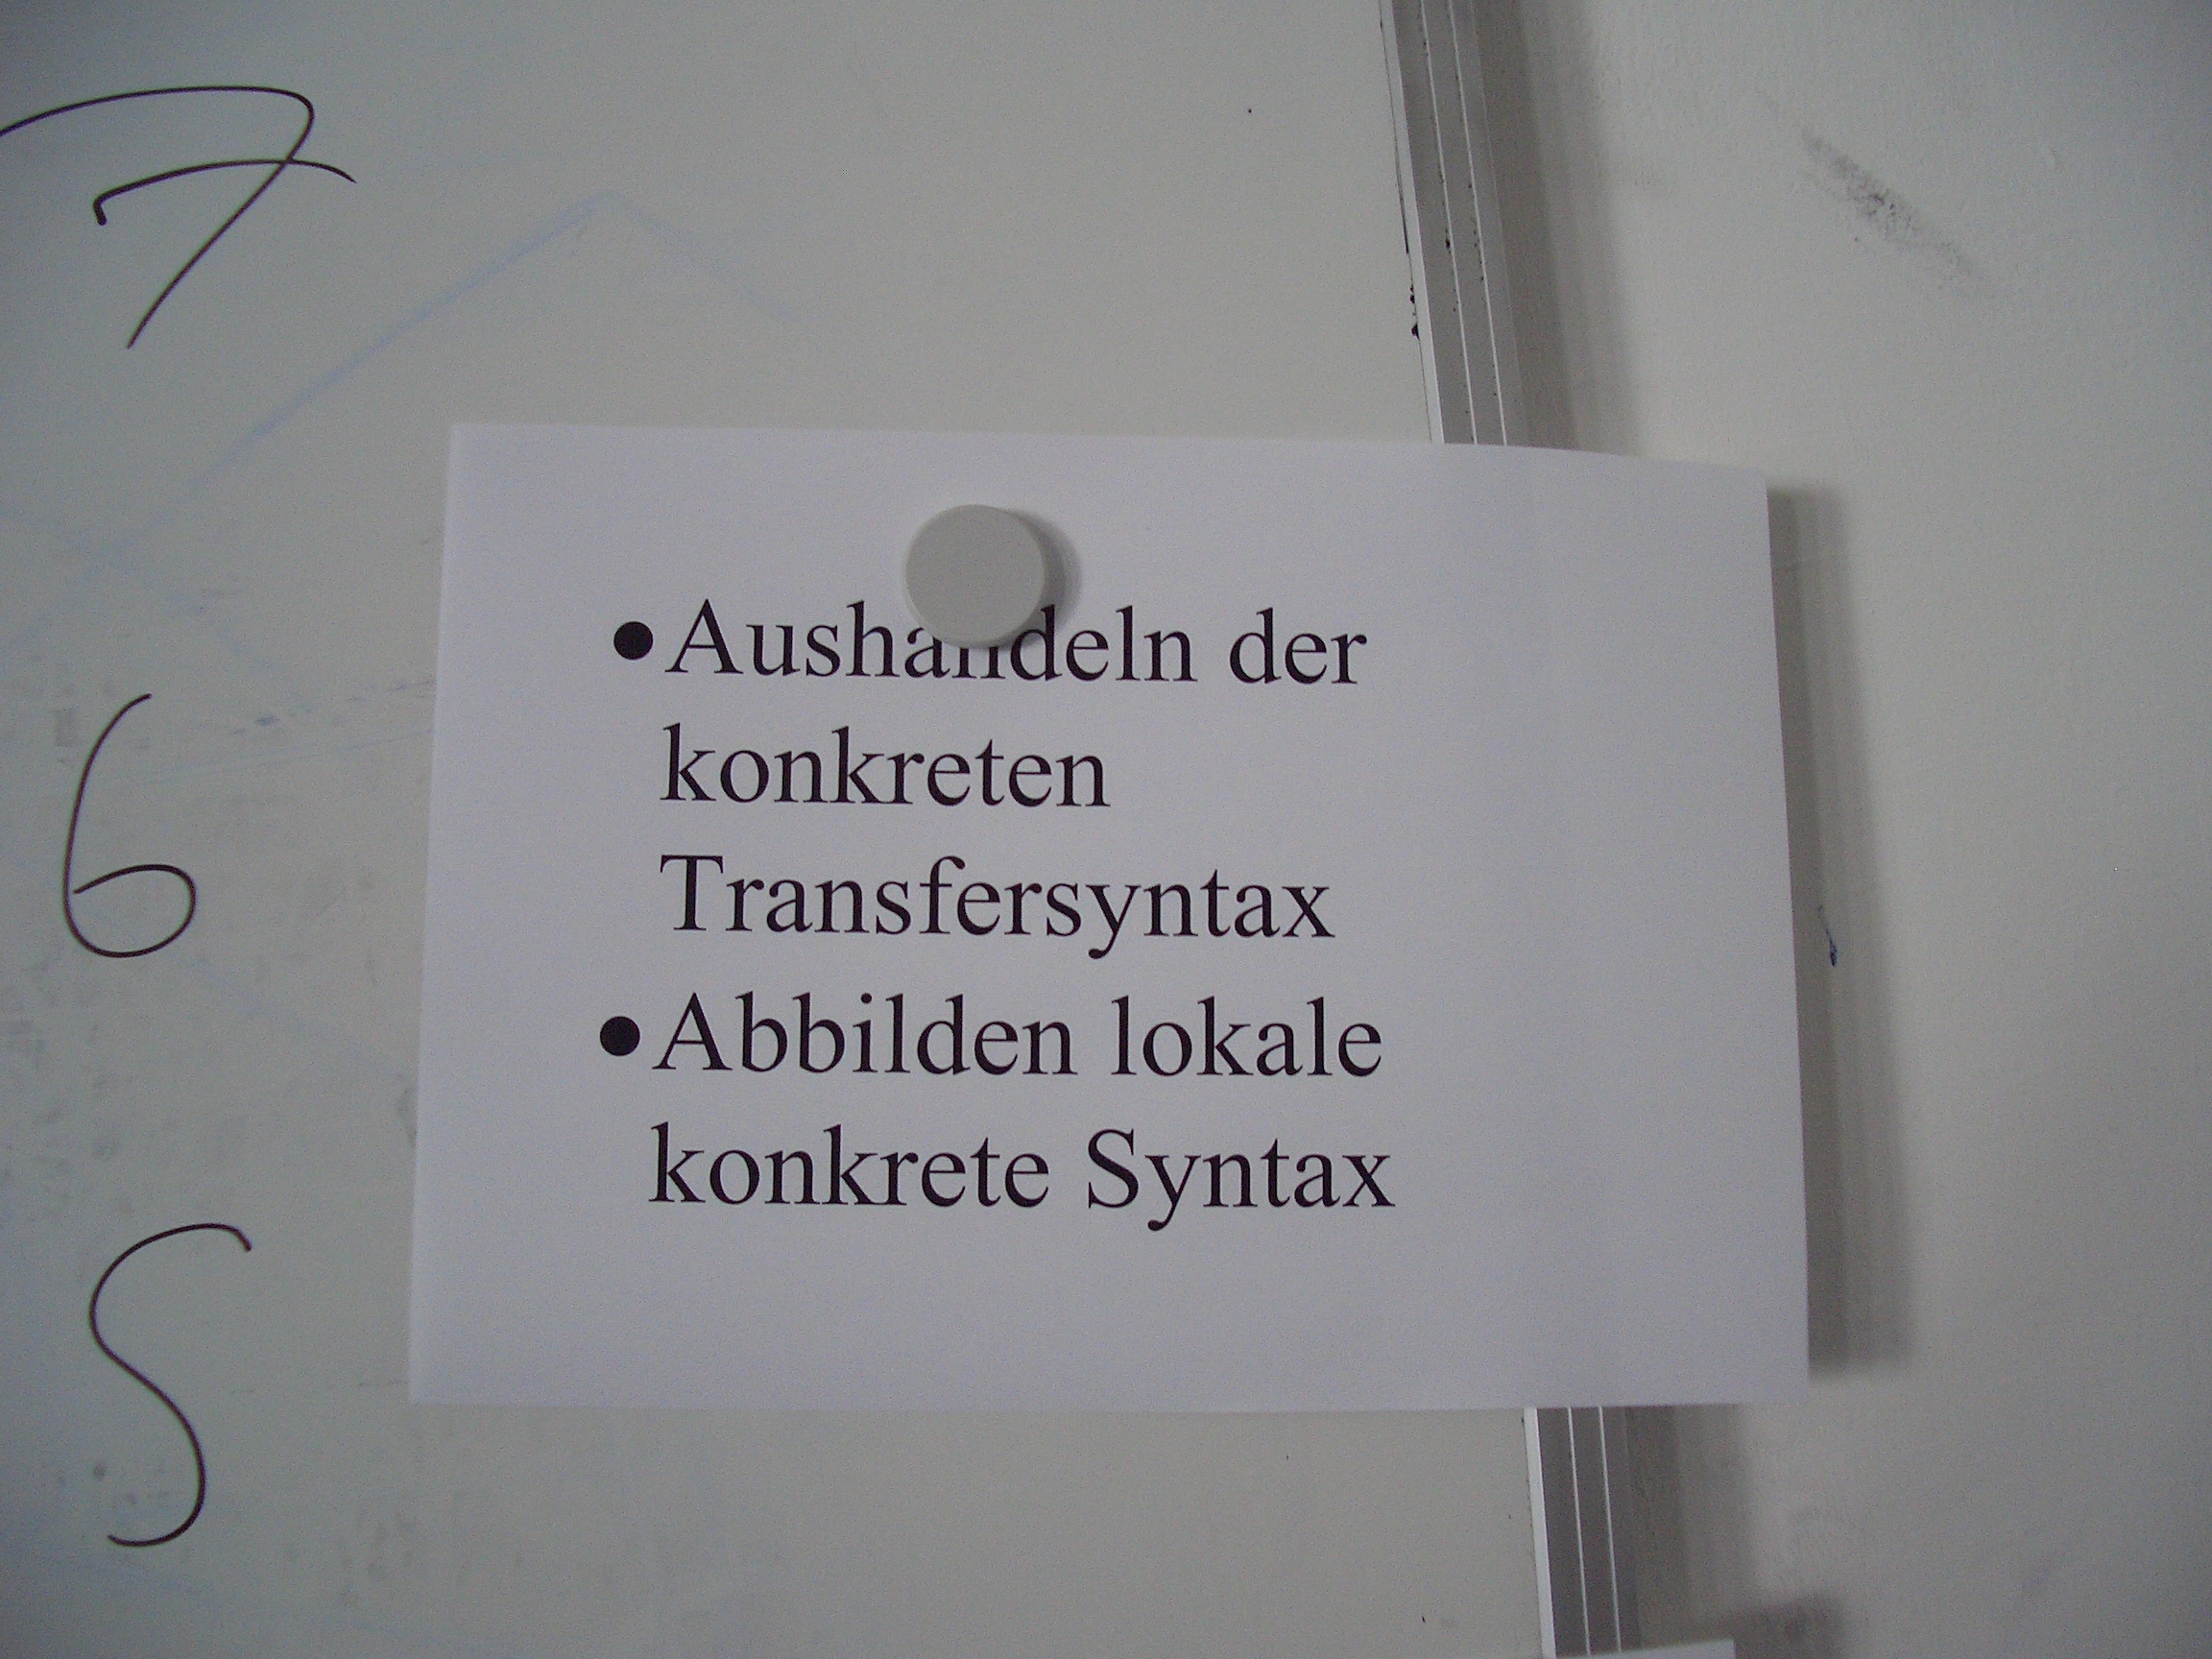 7
• Aushandeln der
konkreten
Transfersyntax
6
• Abbilden lokale
konkrete Syntax
5